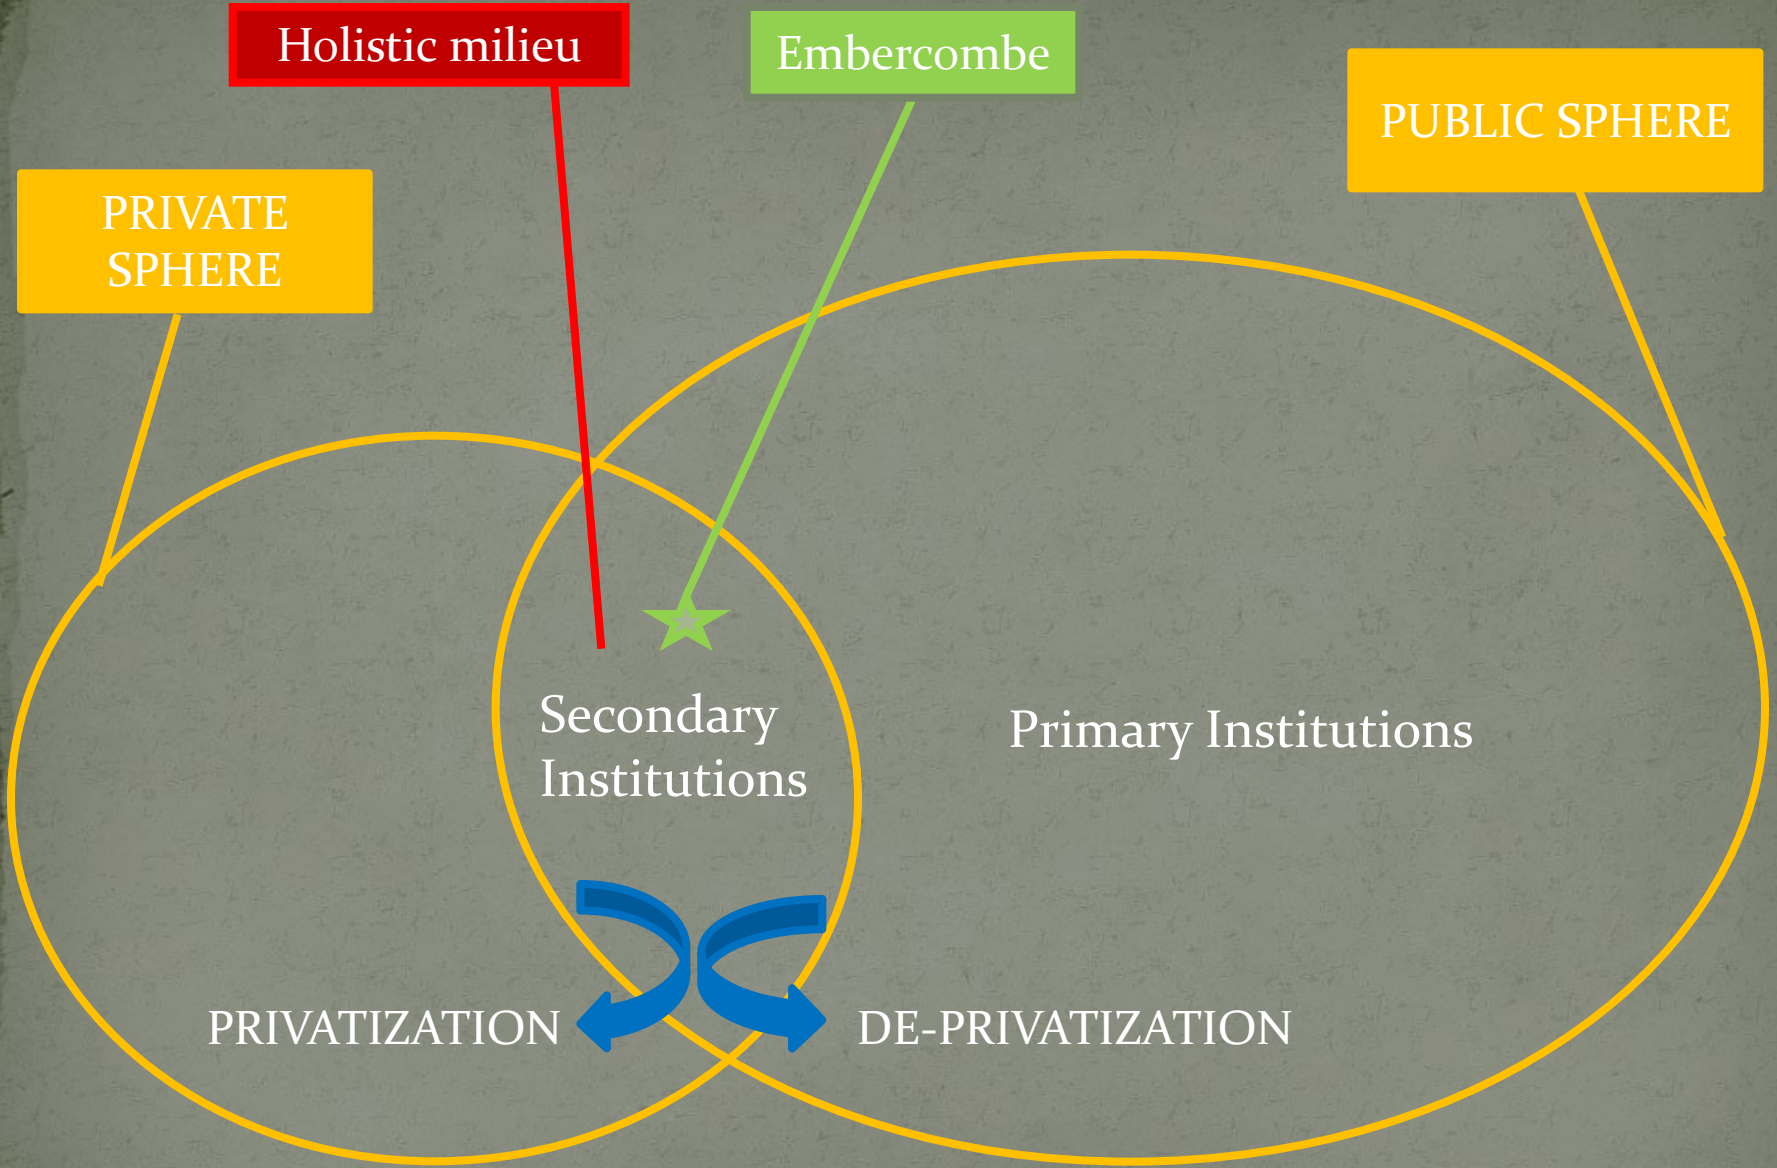 Holistic milieu
Embercombe
PUBLIC SPHERE
PRIVATE
SPHERE
Secondary
Institutions
Primary Institutions
PRIVATIZATION
DE-PRIVATIZATION